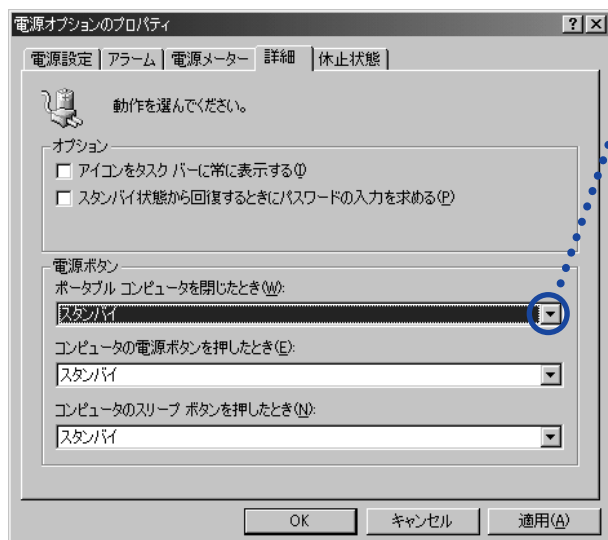 電源オプションのプロパティ
電源設定 アラーム 電源メーター 詳細 休止状態
動作を選んでください。
オプション
アイコンをタスク バーに常に表示する(I)
スタンバイ状態から回復するときにパスワードの入力を求める(P)
電源ボタン
ポータブル コンピュータを閉じたとき(W):
スタンバイ
コンピュータの電源ボタンを押したとき(E):
スタンバイ
コンピュータのスリープ ボタンを押したとき(N):
スタンバイ
OK キャンセル 適用(A)